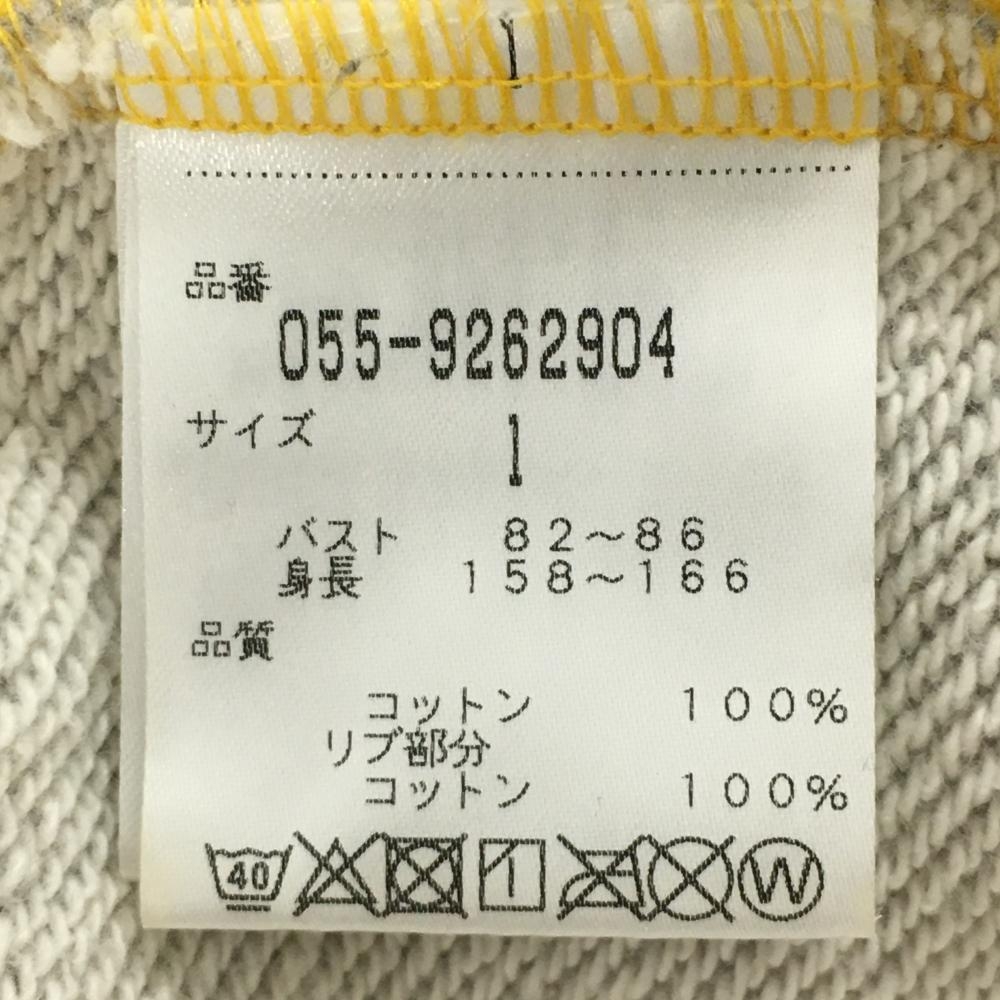 1
品番
055-9262904
サイズ 1
バスト 82～86
身長 158～166
品質
コットン 100%
リブ部分
コットン 100%
40 W